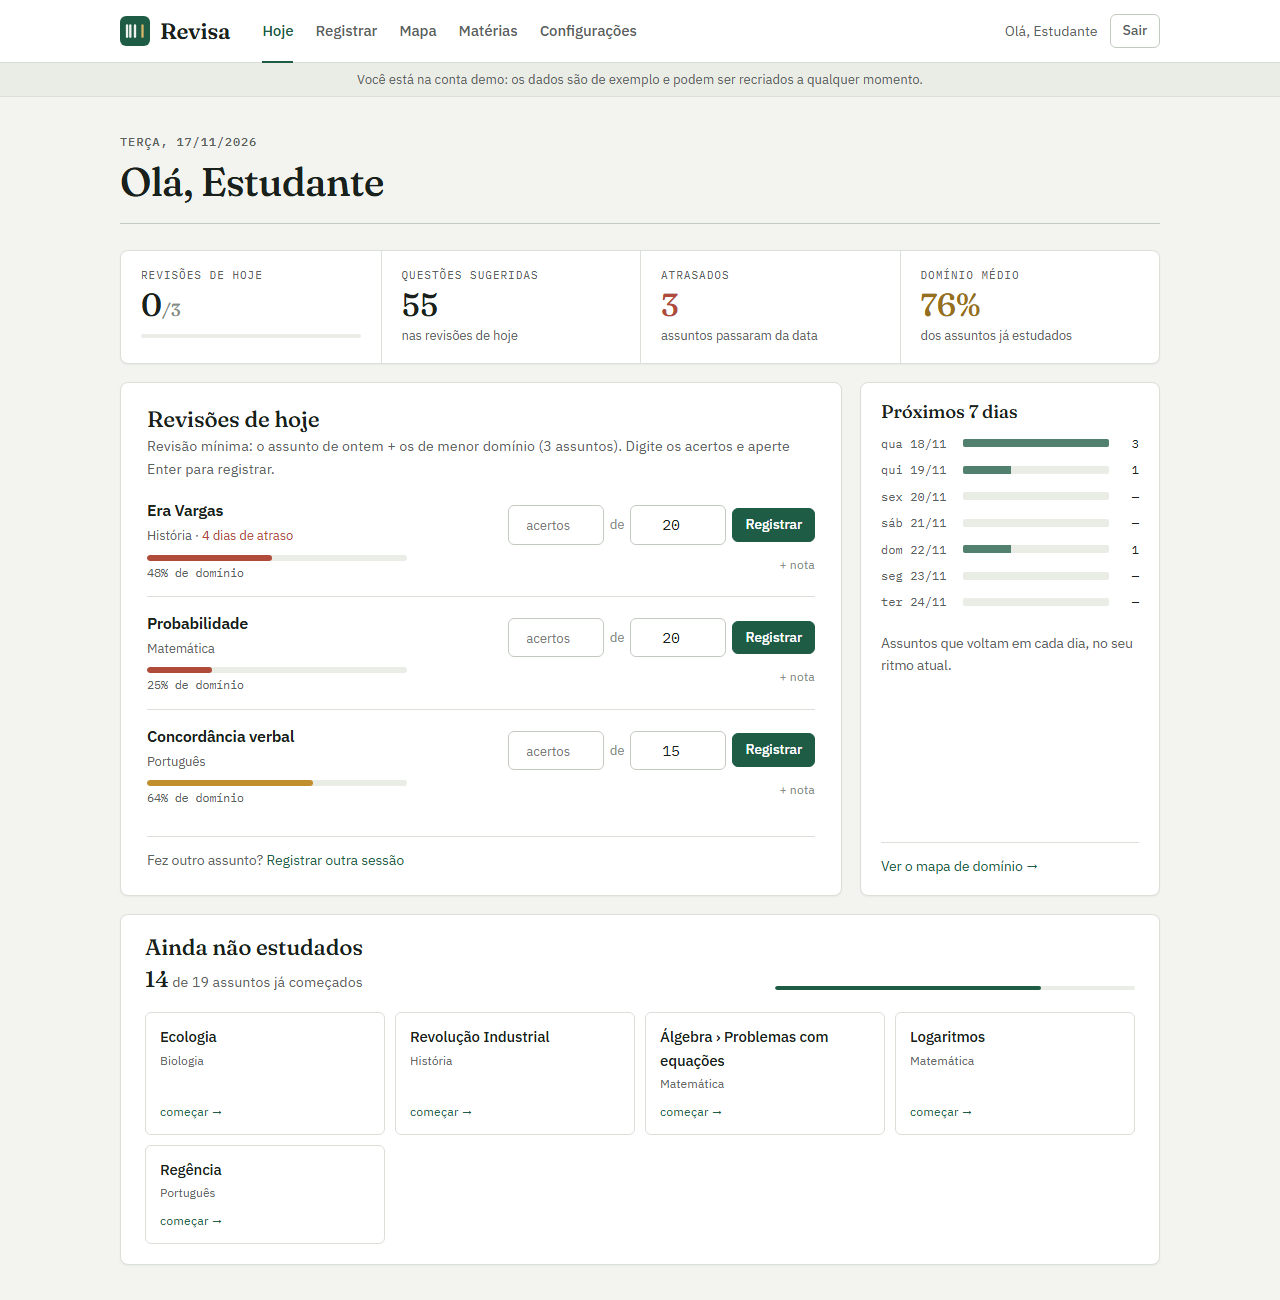 Revisa
Hoje
Registrar
Mapa
Matérias
Configurações
Olá, Estudante
Sair
Você está na conta demo: os dados são de exemplo e podem ser recriados a qualquer momento.
TERÇA, 17/11/2026
Olá, Estudante
REVISÕES DE HOJE
0/3
QUESTÕES SUGERIDAS
55
nas revisões de hoje
ATRASADOS
3
assuntos passaram da data
DOMÍNIO MÉDIO
76%
dos assuntos já estudados
Revisões de hoje
Revisão mínima: o assunto de ontem + os de menor domínio (3 assuntos). Digite os acertos e aperte
Enter para registrar.
Era Vargas
História · 4 dias de atraso
48% de domínio
acertos de 20 Registrar
+ nota
Probabilidade
Matemática
25% de domínio
acertos de 20 Registrar
+ nota
Concordância verbal
Português
64% de domínio
acertos de 15 Registrar
+ nota
Fez outro assunto? Registrar outra sessão
Próximos 7 dias
qua 18/11 3
qui 19/11 1
sex 20/11 —
sáb 21/11 —
dom 22/11 1
seg 23/11 —
ter 24/11 —
Assuntos que voltam em cada dia, no seu
ritmo atual.
Ver o mapa de domínio →
Ainda não estudados
14 de 19 assuntos já começados
Ecologia
Biologia
começar →
Revolução Industrial
História
começar →
Álgebra › Problemas com
equações
Matemática
começar →
Logaritmos
Matemática
começar →
Regência
Português
começar →